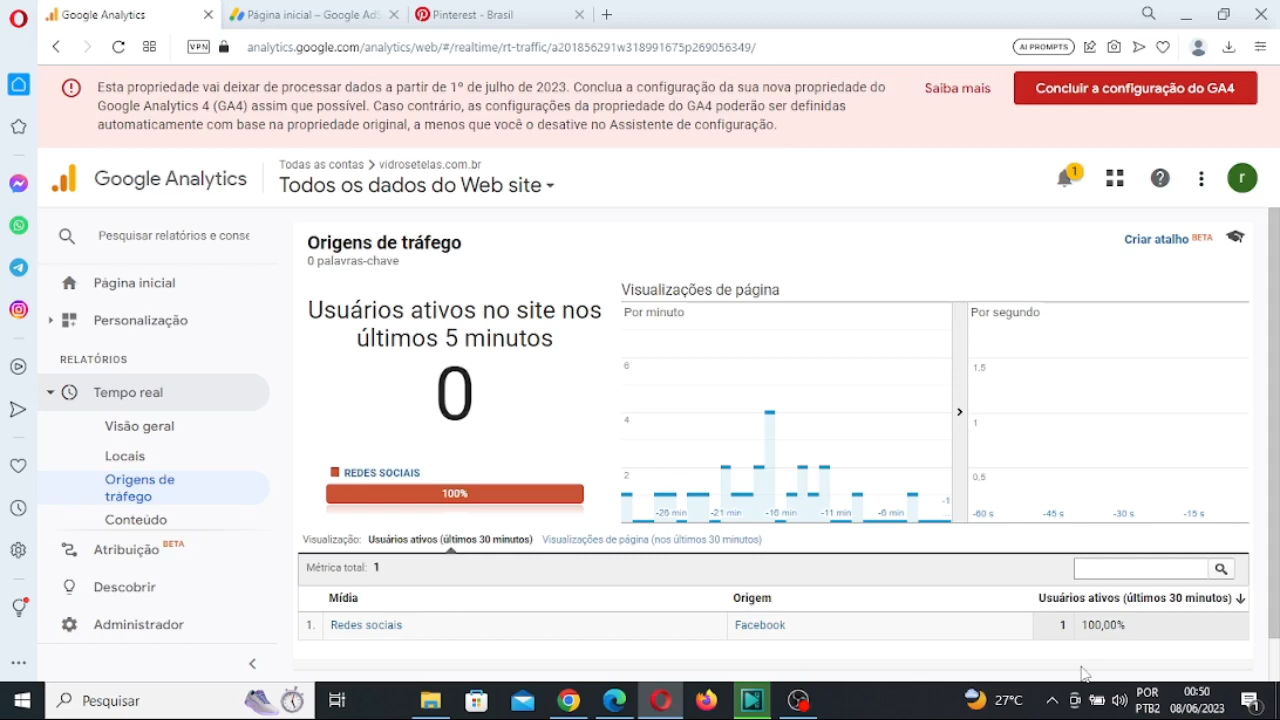 Google Analytics
Página inicial – Google AdS
Pinterest - Brasil
VPN
analytics.google.com/analytics/web/#/realtime/rt-traffic/a201856291w318991675p269056349/
AI PROMPTS
Esta propriedade vai deixar de processar dados a partir de 1º de julho de 2023. Conclua a configuração da sua nova propriedade do
Google Analytics 4 (GA4) assim que possível. Caso contrário, as configurações da propriedade do GA4 poderão ser definidas
automaticamente com base na propriedade original, a menos que você o desative no Assistente de configuração.
Saiba mais
Concluir a configuração do GA4
Google Analytics
Todas as contas > vidrosetelas.com.br
Todos os dados do Web site
1
r
Pesquisar relatórios e conse
Página inicial
Personalização
RELATÓRIOS
Tempo real
Visão geral
Locais
Origens de
tráfego
Conteúdo
Atribuição BETA
Descobrir
Administrador
Origens de tráfego
0 palavras-chave
Criar atalho BETA
Usuários ativos no site nos
últimos 5 minutos
0
REDES SOCIAIS
100%
Visualizações de página
Por minuto
6
4
2
-26 min -21 min -16 min -11 min -6 min -1
...
Por segundo
1.5
1
0,5
-60 s -45 s -30 s -15 s
Visualização: Usuários ativos (últimos 30 minutos) Visualizações de página (nos últimos 30 minutos)
Métrica total: 1
Mídia Origem Usuários ativos (últimos 30 minutos)
1. Redes sociais Facebook 1 100,00%
Pesquisar
27°C
POR
PTB2
00:50
08/06/2023
1